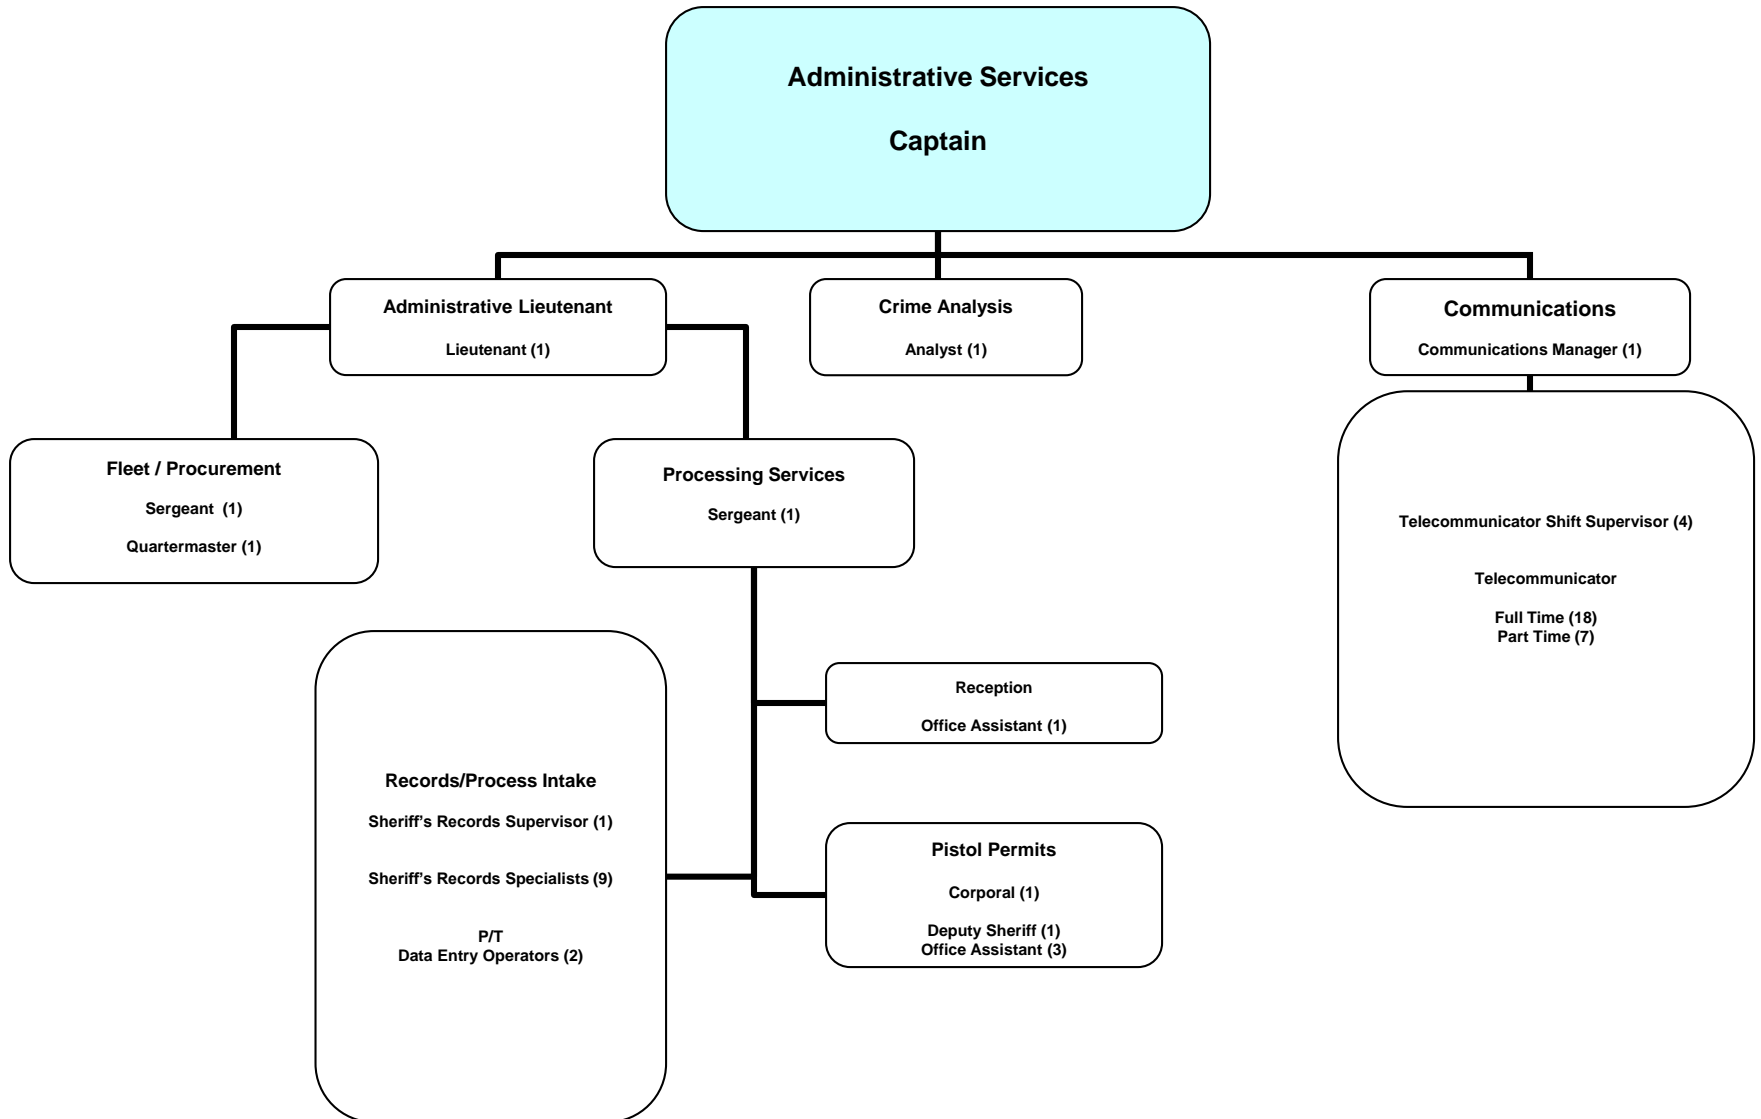 Administrative Services
Captain
Administrative Lieutenant
Lieutenant (1)
Crime Analysis
Analyst (1)
Communications
Communications Manager (1)
Fleet / Procurement
Sergeant  (1)
Quartermaster (1)
Processing Services
Sergeant (1)
Telecommunicator Shift Supervisor (4)
Telecommunicator
Full Time (18)
Part Time (7)
Reception
Office Assistant (1)
Records/Process Intake
Sheriff's Records Supervisor (1)
Sheriff's Records Specialists (9)
P/T
Data Entry Operators (2)
Pistol Permits
Corporal (1)
Deputy Sheriff (1)
Office Assistant (3)